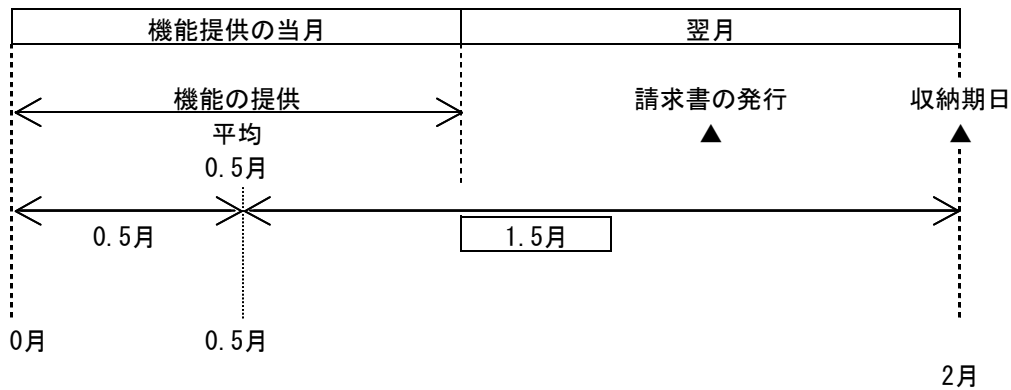 機能提供の当月 翌月
機能の提供 請求書の発行 収納期日
平均 ▲ ▲
0.5月
0.5月 1.5月
0月 0.5月
2月